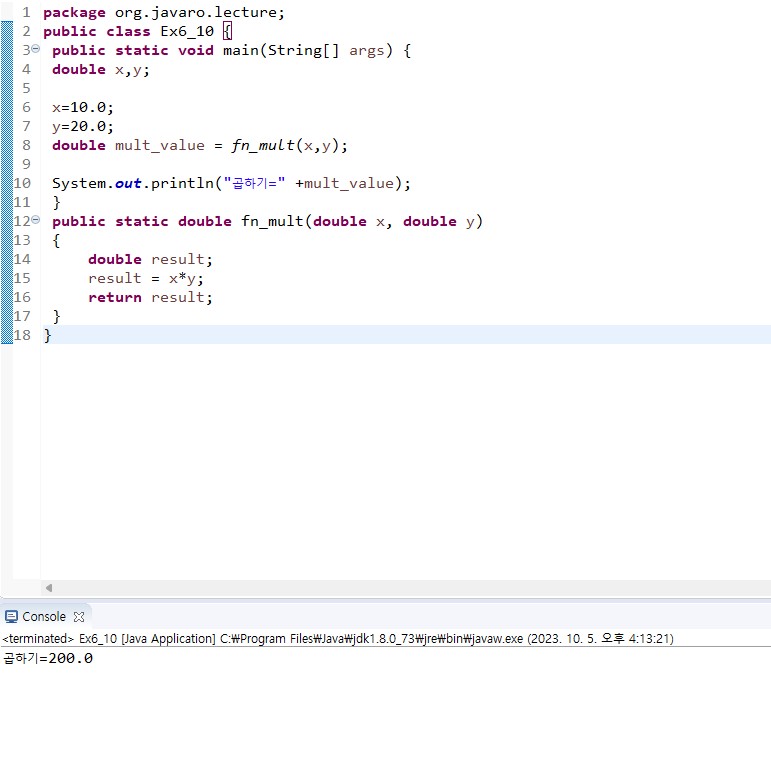 1 package org.javaro.lecture;
2 public class Ex6_10 {
3 public static void main(String[] args) {
4 double x,y;
5
6 x=10.0;
7 y=20.0;
8 double mult_value = fn_mult(x,y);
9
10 System.out.println("곱하기=" +mult_value);
11 }
12 public static double fn_mult(double x, double y)
13 {
14 double result;
15 result = x*y;
16 return result;
17 }
18 }
Console
<terminated> Ex6_10 [Java Application] C:₩Program Files₩Java₩jdk1.8.0_73₩jre₩bin₩javaw.exe (2023. 10. 5. 오후 4:13:21)
곱하기=200.0